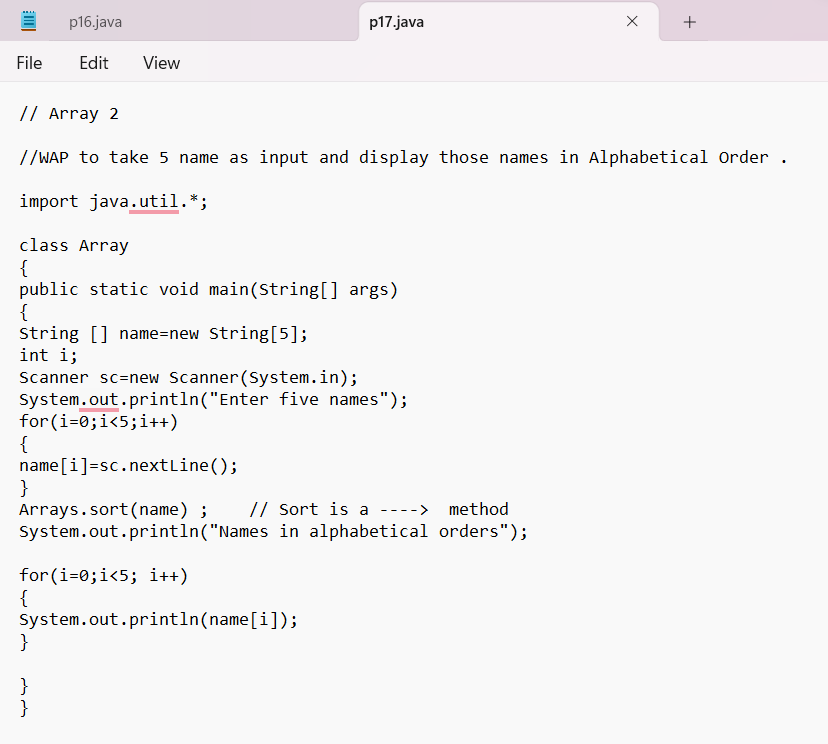 p16.java
p17.java
File Edit View
// Array 2
//WAP to take 5 name as input and display those names in Alphabetical Order .
import java.util.*;
class Array
{
public static void main(String[] args)
{
String [] name=new String[5];
int i;
Scanner sc=new Scanner(System.in);
System.out.println("Enter five names");
for(i=0;i<5;i++)
{
name[i]=sc.nextLine();
}
Arrays.sort(name) ;    // Sort is a ---->  method
System.out.println("Names in alphabetical orders");
for(i=0;i<5; i++)
{
System.out.println(name[i]);
}
}
}